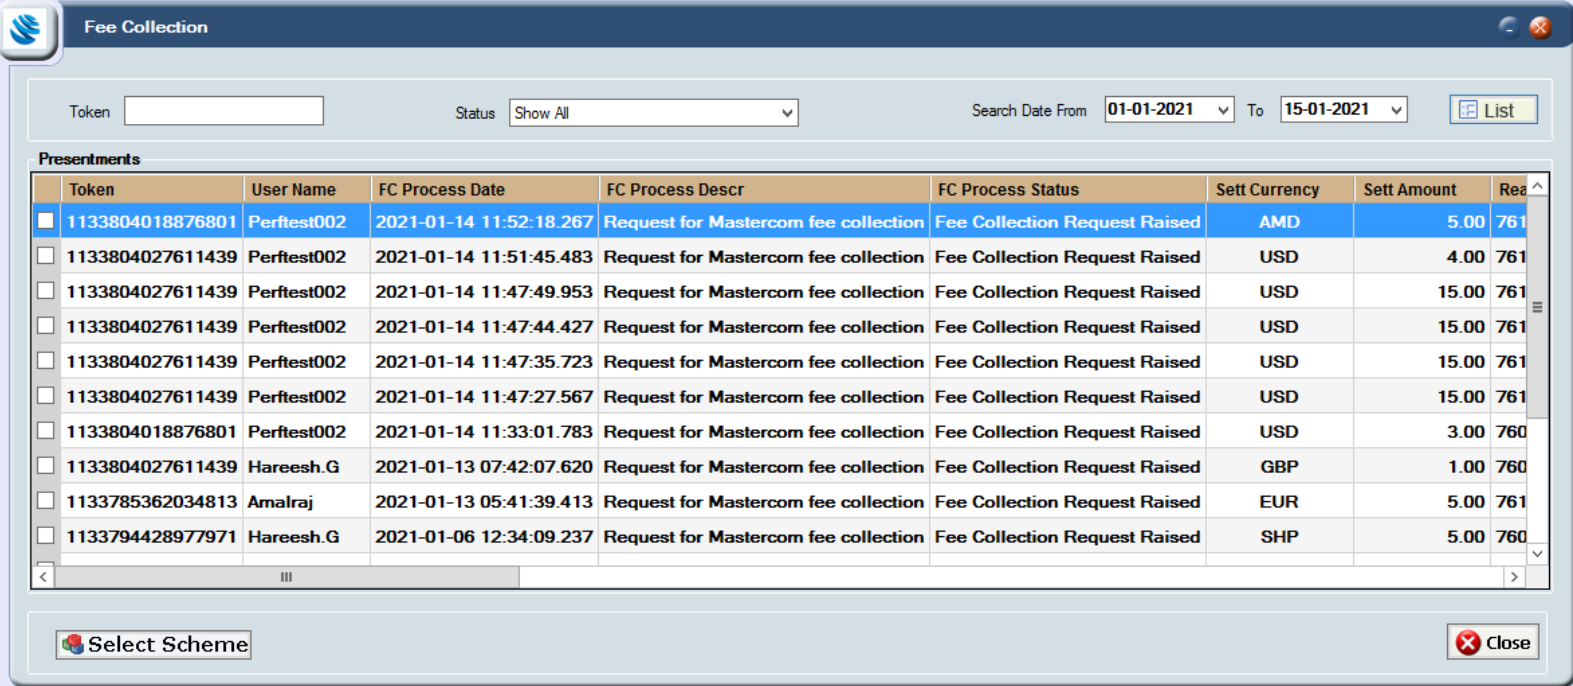 Fee Collection
Token Status Show All Search Date From 01-01-2021 To 15-01-2021 List
Presentments
Token User Name FC Process Date FC Process Descr FC Process Status Sett Currency Sett Amount Rea
1133804018876801 Perftest002 2021-01-14 11:52:18.267 Request for Mastercom fee collection Fee Collection Request Raised AMD 5.00 761
1133804027611439 Perftest002 2021-01-14 11:51:45.483 Request for Mastercom fee collection Fee Collection Request Raised USD 4.00 761
1133804027611439 Perftest002 2021-01-14 11:47:49.953 Request for Mastercom fee collection Fee Collection Request Raised USD 15.00 761
1133804027611439 Perftest002 2021-01-14 11:47:44.427 Request for Mastercom fee collection Fee Collection Request Raised USD 15.00 761
1133804027611439 Perftest002 2021-01-14 11:47:35.723 Request for Mastercom fee collection Fee Collection Request Raised USD 15.00 761
1133804027611439 Perftest002 2021-01-14 11:47:27.567 Request for Mastercom fee collection Fee Collection Request Raised USD 15.00 761
1133804018876801 Perftest002 2021-01-14 11:33:01.783 Request for Mastercom fee collection Fee Collection Request Raised USD 3.00 760
1133804027611439 Hareesh.G 2021-01-13 07:42:07.620 Request for Mastercom fee collection Fee Collection Request Raised GBP 1.00 760
1133785362034813 Amalraj 2021-01-13 05:41:39.413 Request for Mastercom fee collection Fee Collection Request Raised EUR 5.00 761
1133794428977971 Hareesh.G 2021-01-06 12:34:09.237 Request for Mastercom fee collection Fee Collection Request Raised SHP 5.00 760
Select Scheme Close